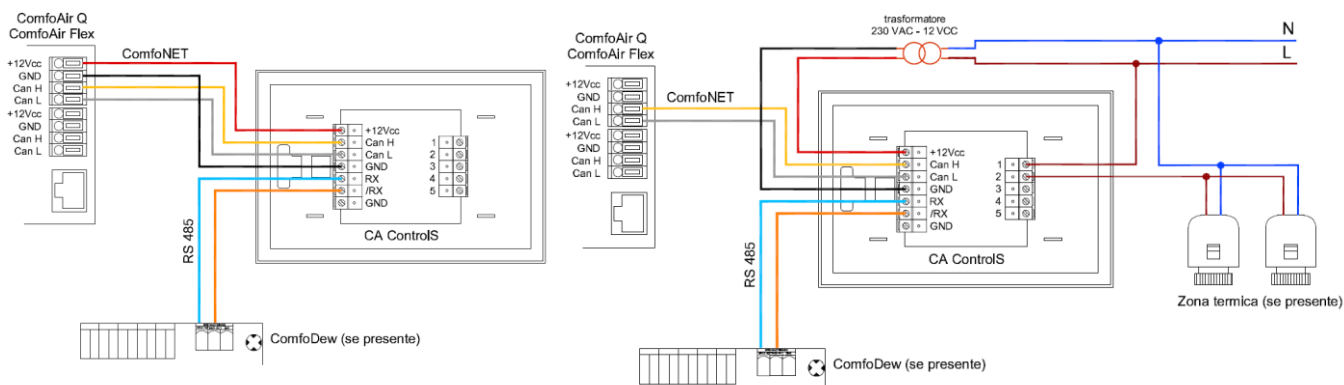 ComfoAir Q
ComfoAir Flex
ComfoNET
+12Vcc
GND
Can H
Can L
+12Vcc
GND
Can H
Can L
+12Vcc
Can H
Can L
GND
RX
/RX
GND
1
2
3
4
5
CA ControlS
RS 485
ComfoDew (se presente)
trasformatore
230 VAC - 12 VCC
N
L
ComfoAir Q
ComfoAir Flex
ComfoNET
+12Vcc
GND
Can H
Can L
+12Vcc
GND
Can H
Can L
+12Vcc
Can H
Can L
GND
RX
/RX
GND
1
2
3
4
5
CA ControlS
RS 485
Zona termica (se presente)
ComfoDew (se presente)